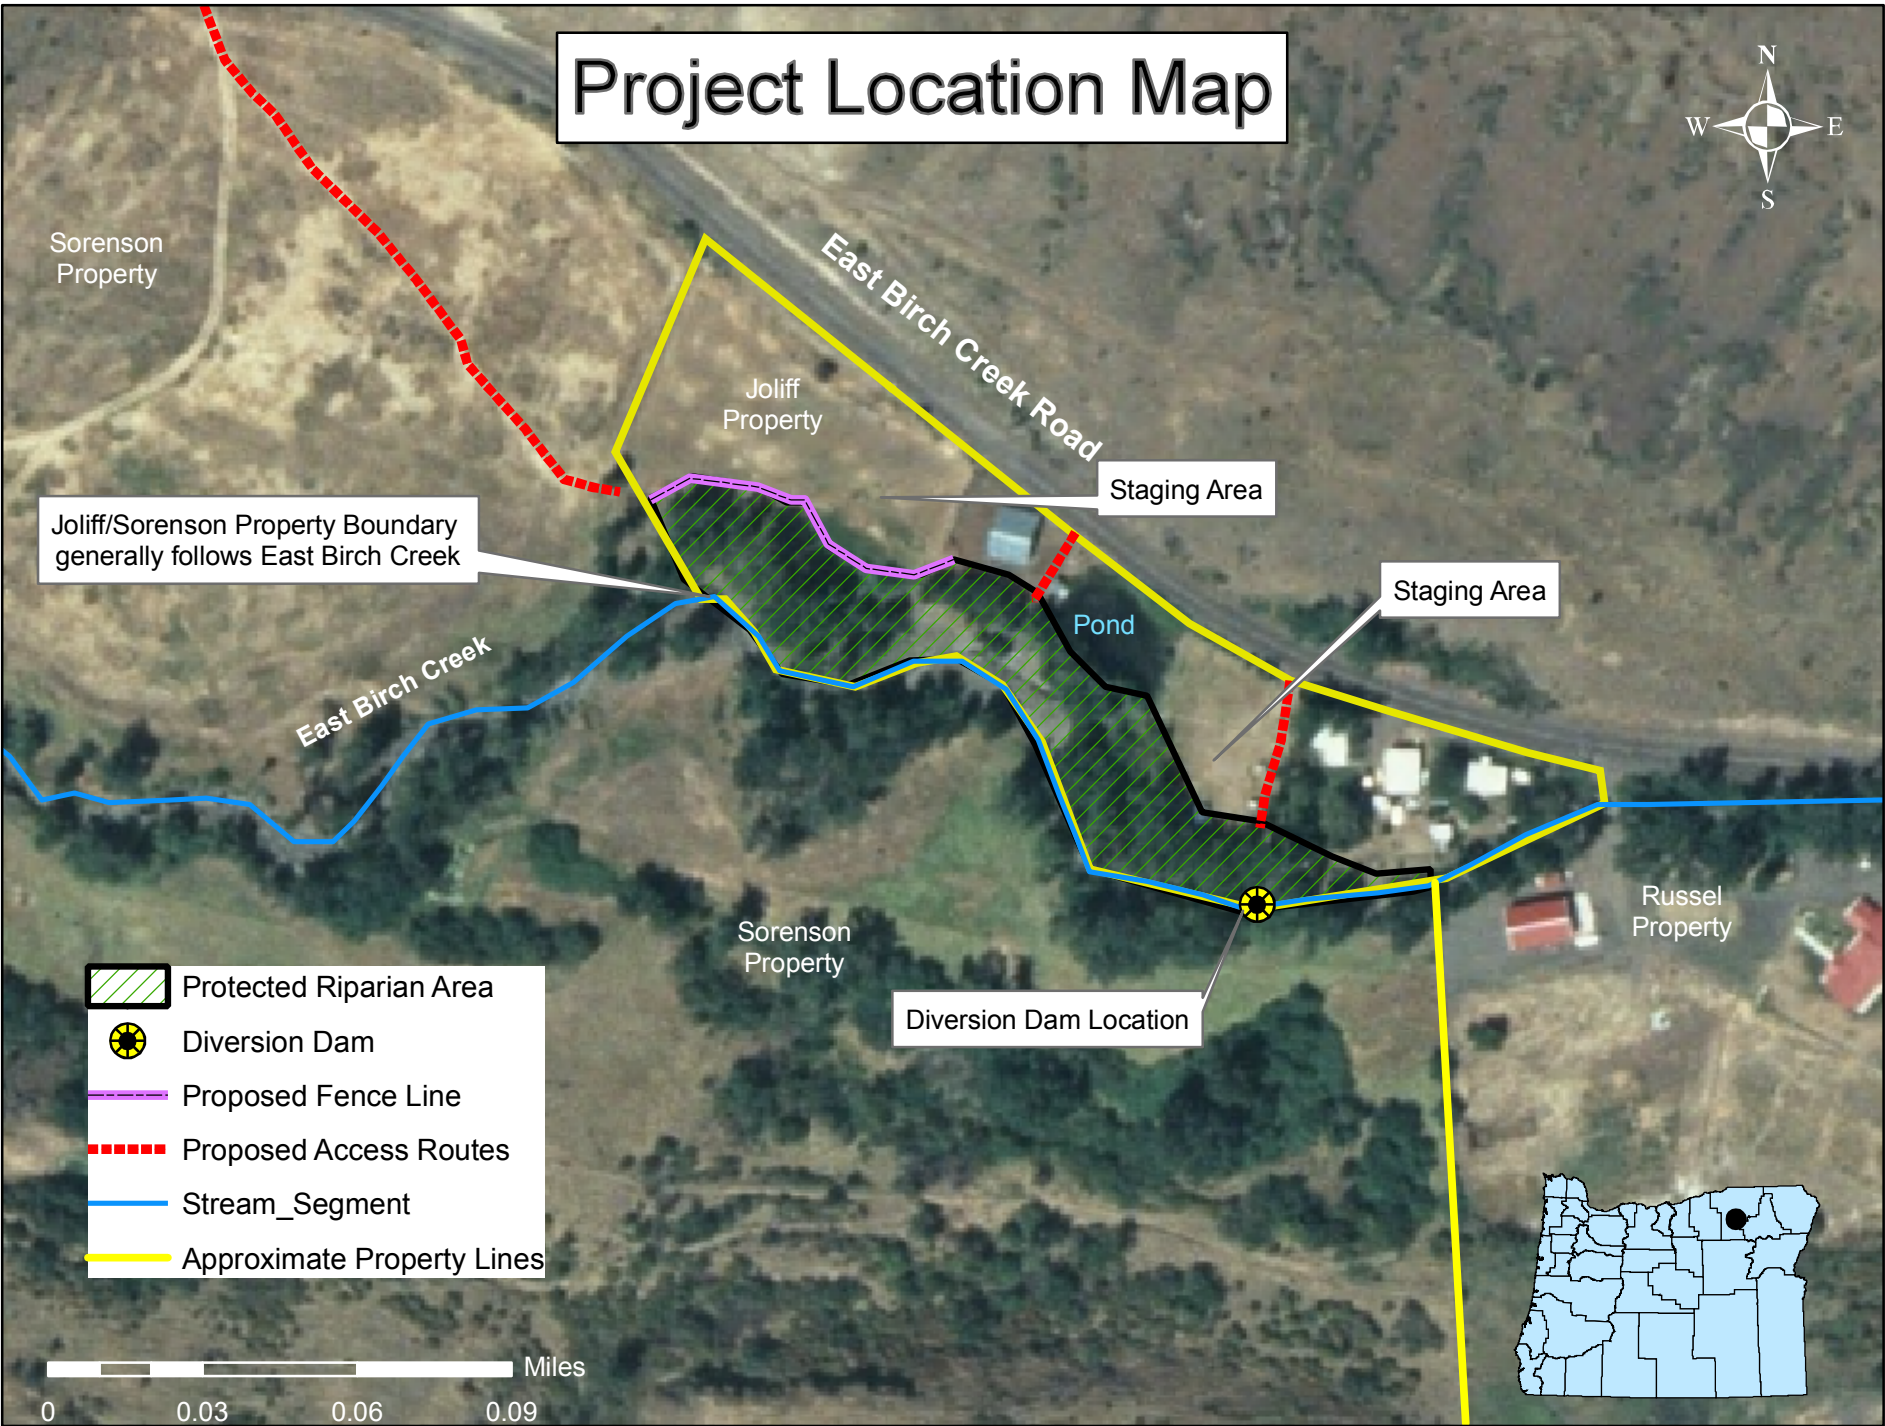 Project Location Map
N
W E
S
Sorenson
Property
East Birch Creek Road
Joliff
Property
Staging Area
Joliff/Sorenson Property Boundary
generally follows East Birch Creek
Staging Area
Pond
East Birch Creek
Russel
Property
Sorenson
Property
Diversion Dam Location
Protected Riparian Area
Diversion Dam
Proposed Fence Line
Proposed Access Routes
Stream_Segment
Approximate Property Lines
Miles
0 0.03 0.06 0.09